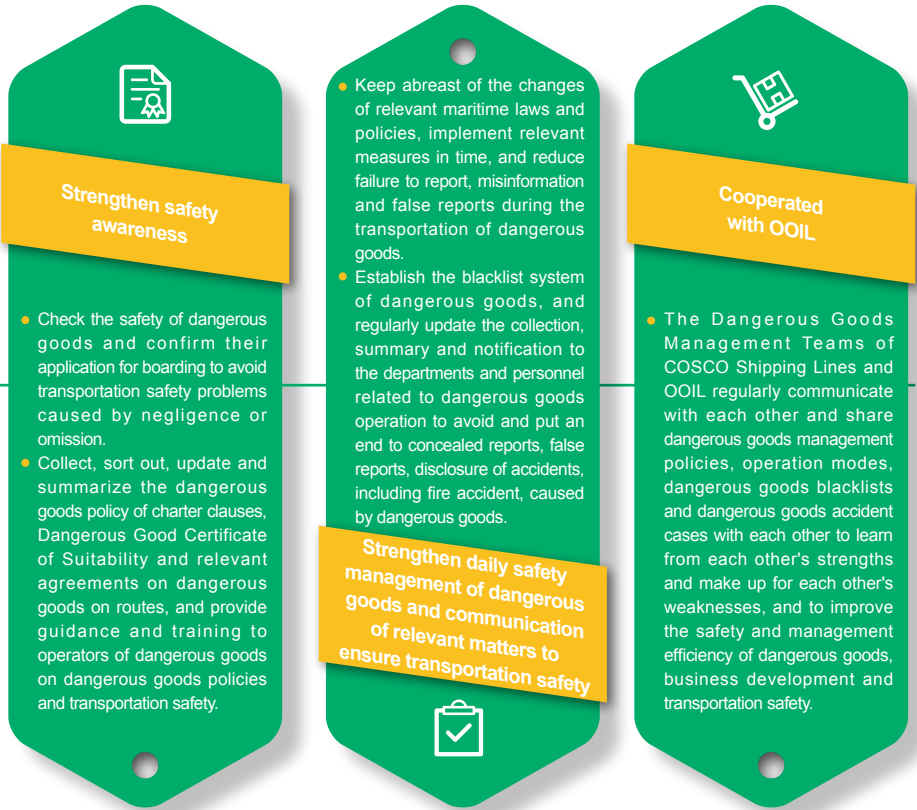 Strengthen safety
awareness
Check the safety of dangerous
goods and confirm their
application for boarding to avoid
transportation safety problems
caused by negligence or
omission.
Collect, sort out, update and
summarize the dangerous
goods policy of charter clauses,
Dangerous Good Certificate
of Suitability and relevant
agreements on dangerous
goods on routes, and provide
guidance and training to
operators of dangerous goods
on dangerous goods policies
and transportation safety.
Keep abreast of the changes
of relevant maritime laws and
policies, implement relevant
measures in time, and reduce
failure to report, misinformation
and false reports during the
transportation of dangerous
goods.
Establish the blacklist system
of dangerous goods, and
regularly update the collection,
summary and notification to
the departments and personnel
related to dangerous goods
operation to avoid and put an
end to concealed reports, false
reports, disclosure of accidents,
including fire accident, caused
by dangerous goods.
Strengthen daily safety
management of dangerous
goods and communication
of relevant matters to
ensure transportation safety
Cooperated
with OOIL
The Dangerous Goods
Management Teams of
COSCO Shipping Lines and
OOIL regularly communicate
with each other and share
dangerous goods management
policies, operation modes,
dangerous goods blacklists
and dangerous goods accident
cases with each other to learn
from each other's strengths
and make up for each other's
weaknesses, and to improve
the safety and management
efficiency of dangerous goods,
business development and
transportation safety.